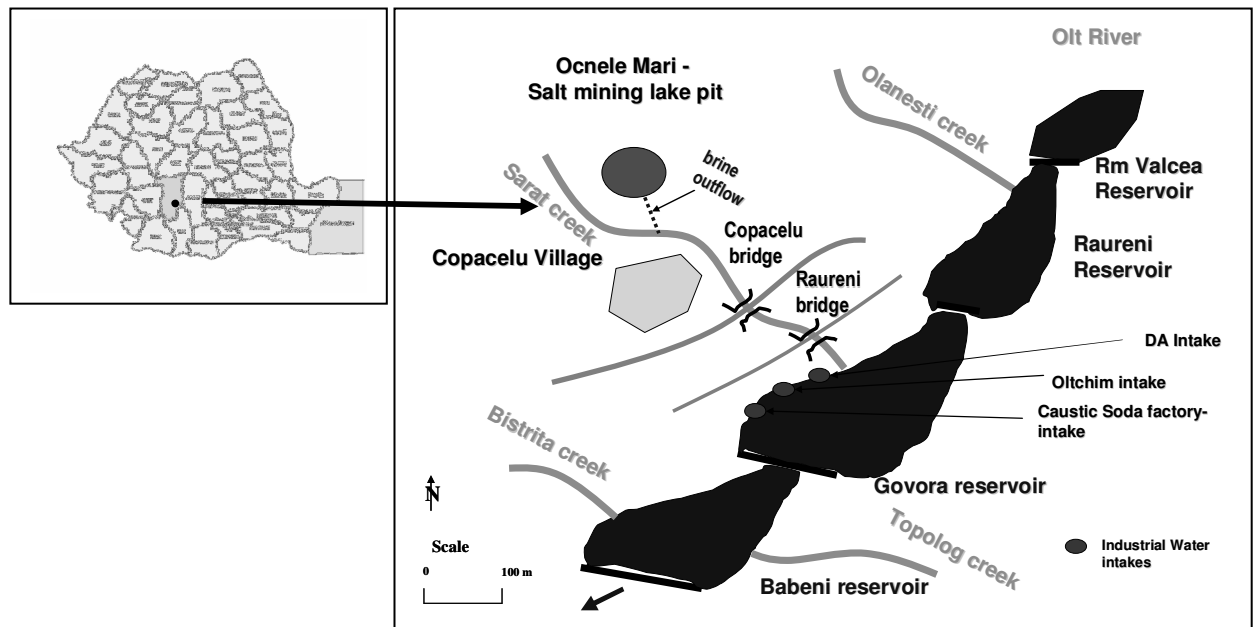 Olt River
Ocnele Mari -
Salt mining lake pit
Olanesti creek
brine
outflow
Sarat creek
Rm Valcea
Reservoir
Copacelu
bridge
Copacelu Village
Raureni
Reservoir
Raureni
bridge
DA Intake
Oltchim intake
Caustic Soda factory-
intake
Bistrita creek
Govora reservoir
N
Topolog creek
Scale
0 100 m
Industrial Water
intakes
Babeni reservoir